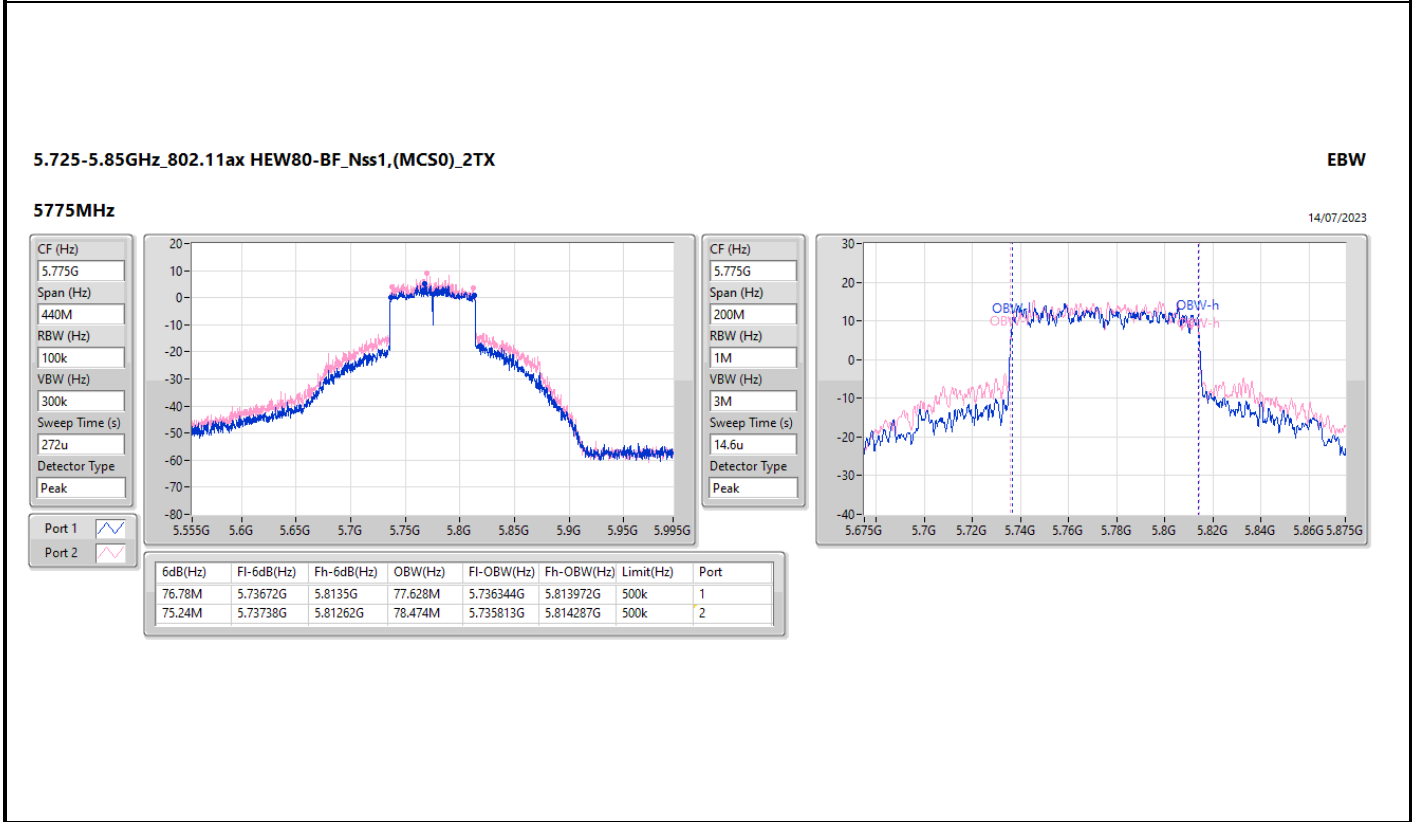 5.725-5.85GHz_802.11ax HEW80-BF_Nss1,(MCS0)_2TX
EBW
5775MHz
14/07/2023
CF (Hz)
5.775G
Span (Hz)
440M
RBW (Hz)
100k
VBW (Hz)
300k
Sweep Time (s)
272u
Detector Type
Peak
Port 1
Port 2
20
10
0
-10
-20
-30
-40
-50
-60
-70
-80
5.555G 5.6G 5.65G 5.7G 5.75G 5.8G 5.85G 5.9G 5.95G 5.995G
CF (Hz)
5.775G
Span (Hz)
200M
RBW (Hz)
1M
VBW (Hz)
3M
Sweep Time (s)
14.6u
Detector Type
Peak
30
20
10
0
-10
-20
-30
-40
OBW-h
5.675G 5.7G 5.72G 5.74G 5.76G 5.78G 5.8G 5.82G 5.84G 5.86G 5.875G
6dB(Hz) Fl-6dB(Hz) Fh-6dB(Hz) OBW(Hz) Fl-OBW(Hz) Fh-OBW(Hz) Limit(Hz) Port
76.78M 5.73672G 5.8135G 77.628M 5.736344G 5.813972G 500k 1
75.24M 5.73738G 5.81262G 78.474M 5.735813G 5.814287G 500k 2